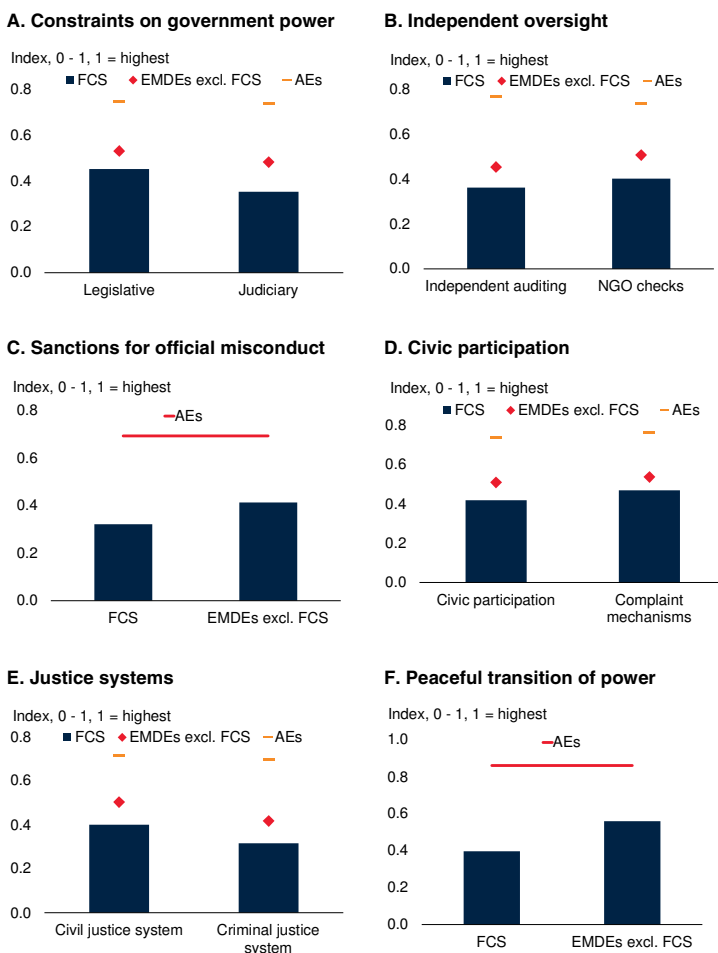 A. Constraints on government power
Index, 0 - 1, 1 = highest
FCS EMDEs excl. FCS AEs
0.8
0.6
0.4
0.2
0.0
Legislative Judiciary
B. Independent oversight
Index, 0 - 1, 1 = highest
FCS EMDEs excl. FCS AEs
0.8
0.6
0.4
0.2
0.0
Independent auditing NGO checks
C. Sanctions for official misconduct
Index, 0 - 1, 1 = highest
AEs
0.8
0.6
0.4
0.2
0.0
FCS EMDEs excl. FCS
D. Civic participation
Index, 0 - 1, 1 = highest
FCS EMDEs excl. FCS AEs
0.8
0.6
0.4
0.2
0.0
Civic participation Complaint
mechanisms
E. Justice systems
Index, 0 - 1, 1 = highest
FCS EMDEs excl. FCS AEs
0.8
0.6
0.4
0.2
0.0
Civil justice system Criminal justice
system
F. Peaceful transition of power
Index, 0 - 1, 1 = highest
AEs
1.0
0.8
0.6
0.4
0.2
0.0
FCS EMDEs excl. FCS